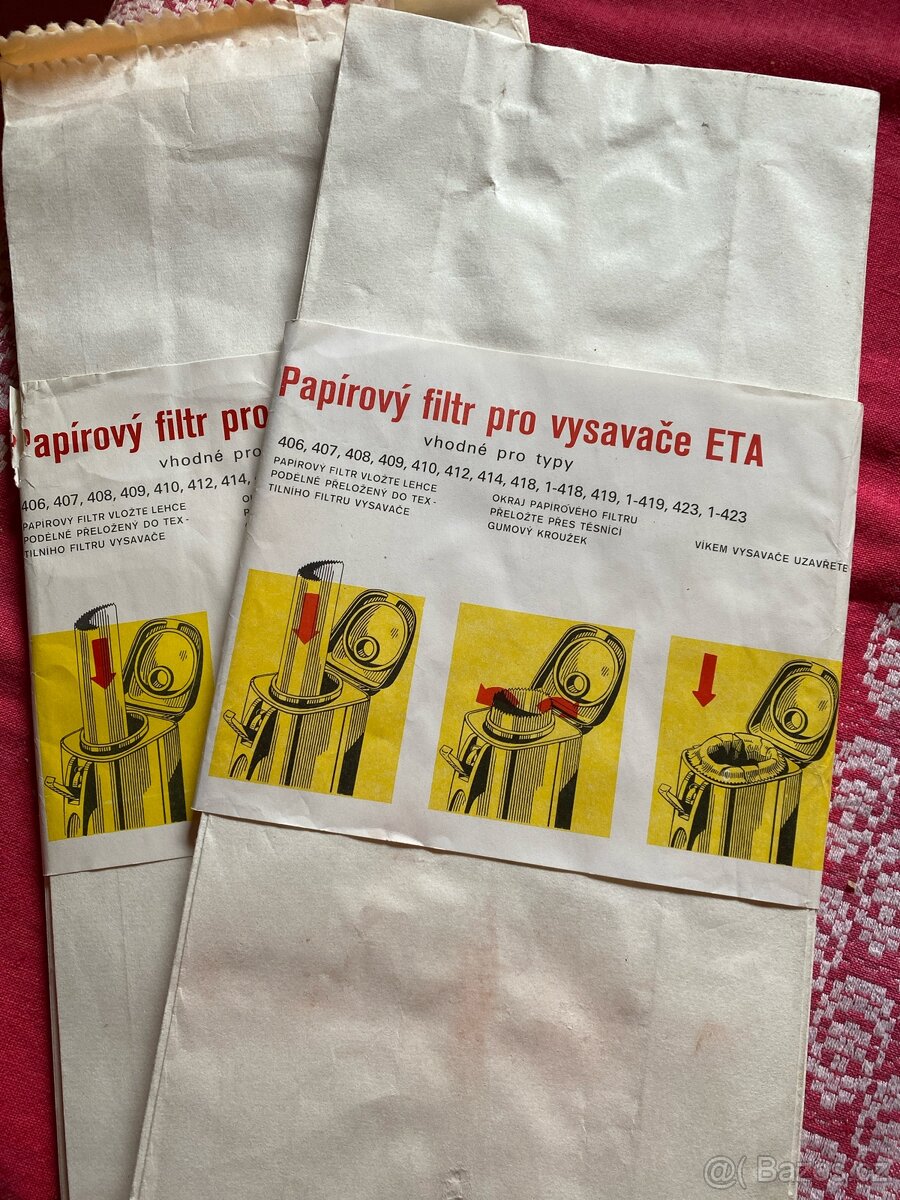 Papírový filtr pro vysavače ETA
vhodné pro typy
406, 407, 408, 409, 410, 412, 414, 418, 1-418, 419, 1-419, 423, 1-423
PAPÍROVÝ FILTR VLOŽTE LEHCE
PODÉLNĚ PŘELOŽENÝ DO TEX-
TILNÍHO FILTRU VYSAVAČE
OKRAJ PAPÍROVÉHO FILTRU
PŘELOŽTE PŘES TĚSNÍCÍ
GUMOVÝ KROUŽEK
VÍKEM VYSAVAČE UZAVŘETE
Papírový filtr pro
vhodné pro
406, 407, 408, 409, 410, 412, 414,
PAPÍROVÝ FILTR VLOŽTE LEHCE
PODÉLNĚ PŘELOŽENÝ DO TEX-
TILNÍHO FILTRU VYSAVAČE
@( Bazos.cz